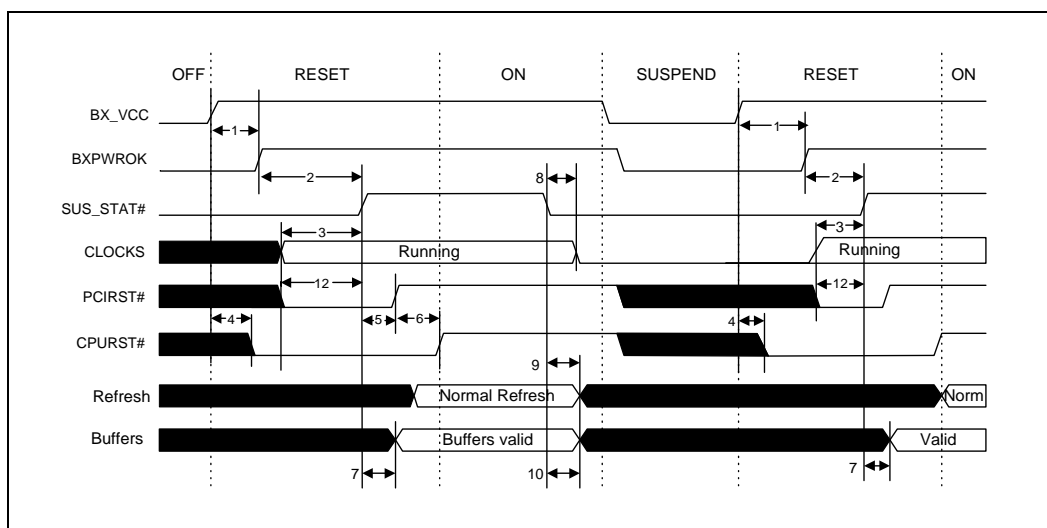 OFF RESET ON SUSPEND RESET ON
BX_VCC
1 1
BXPWROK
2 8 2
SUS_STAT#
3 3
CLOCKS Running Running
12 12
PCIRST#
4 5 6 4
CPURST#
9
Refresh Normal Refresh Norm
Buffers Buffers valid Valid
7 10 7